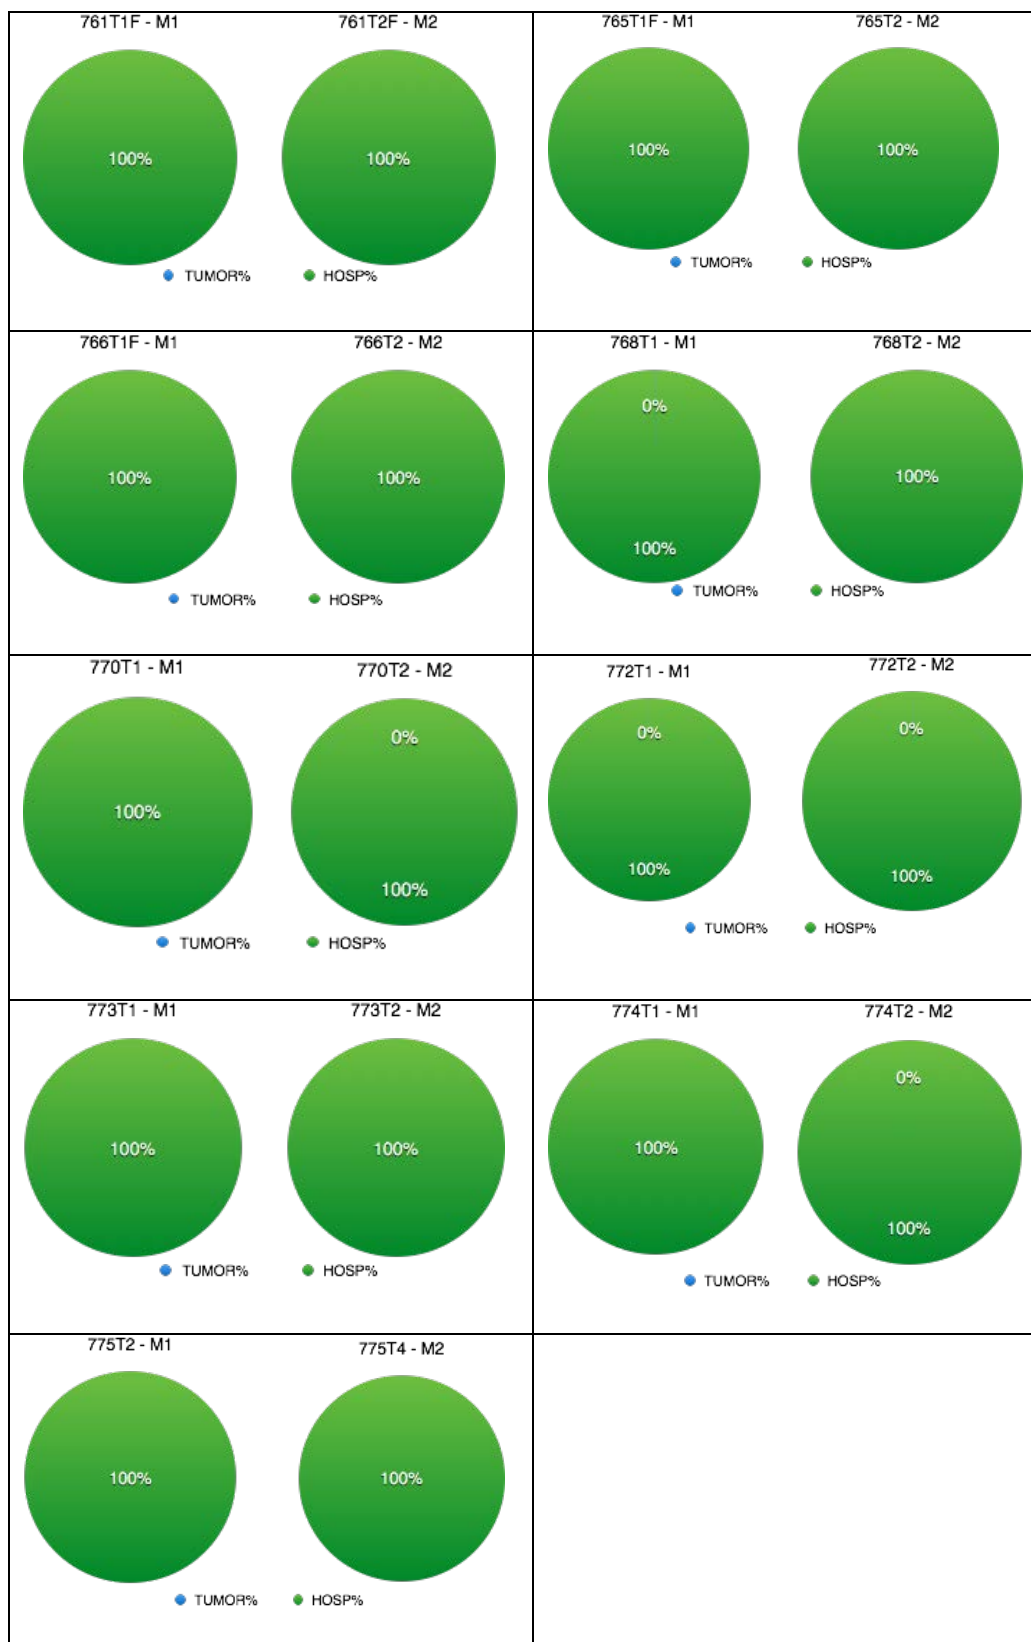 761T1F - M1 761T2F - M2
100% 100%
TUMOR% HOSP%
765T1F - M1 765T2 - M2
100% 100%
TUMOR% HOSP%
766T1F - M1 766T2 - M2
100% 100%
TUMOR% HOSP%
768T1 - M1 768T2 - M2
0%
100%
100%
TUMOR% HOSP%
770T1 - M1 770T2 - M2
0%
100%
100%
TUMOR% HOSP%
772T1 - M1 772T2 - M2
0% 0%
100% 100%
TUMOR% HOSP%
773T1 - M1 773T2 - M2
100% 100%
TUMOR% HOSP%
774T1 - M1 774T2 - M2
0%
100%
100%
TUMOR% HOSP%
775T2 - M1 775T4 - M2
100% 100%
TUMOR% HOSP%